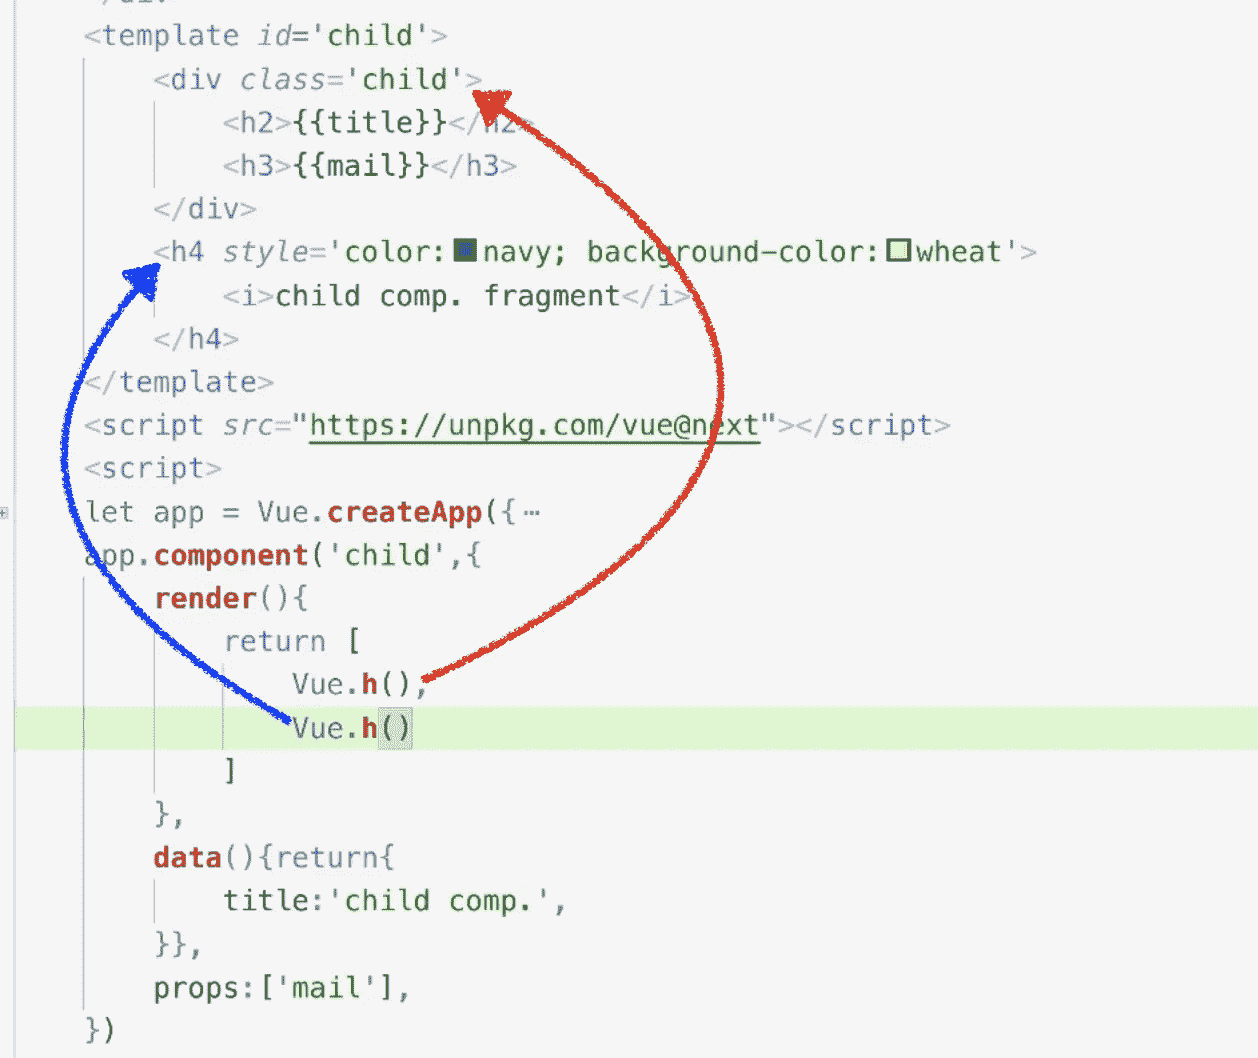 </div>
<template id='child'>
<div class='child'>
<h2>{{title}}</h2>
<h3>{{mail}}</h3>
</div>
<h4 style='color:navy; background-color:wheat'>
<i>child comp. fragment</i>
</h4>
</template>
<script src="https://unpkg.com/vue@next"></script>
<script>
let app = Vue.createApp({⋯
app.component('child',{
render(){
return [
Vue.h(),
Vue.h()
]
},
data(){return{
title:'child comp.',
}},
props:['mail'],
})